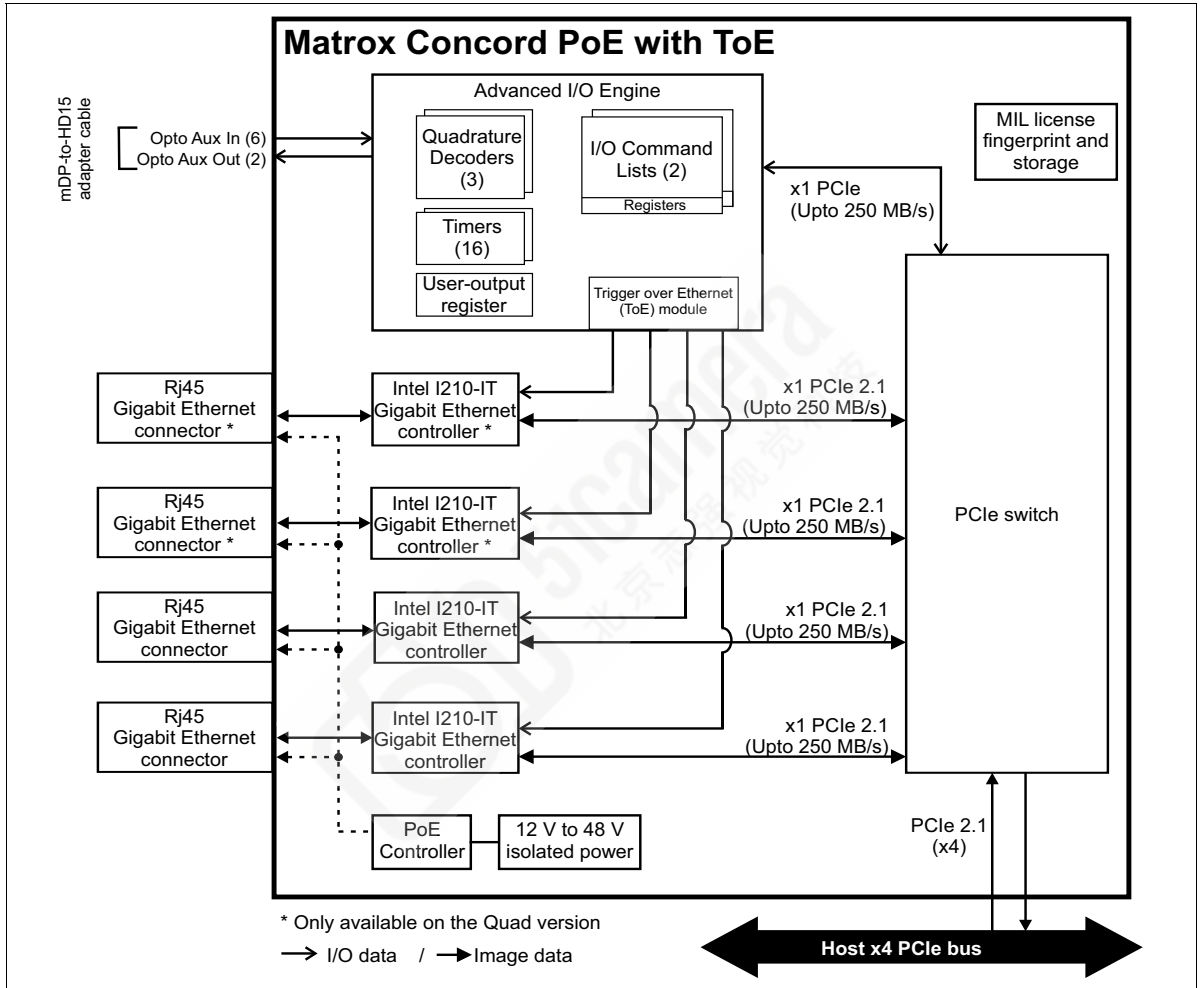 Matrox Concord PoE with ToE
Advanced I/O Engine
mDP-to-HD15
adapter cable
Opto Aux In (6)
Opto Aux Out (2)
Quadrature
Decoders
(3)
I/O Command
Lists (2)
Registers
Timers
(16)
User-output
register
Trigger over Ethernet
(ToE) module
MIL license
fingerprint and
storage
x1 PCIe
(Upto 250 MB/s)
Rj45
Gigabit Ethernet
connector *
Intel I210-IT
Gigabit Ethernet
controller *
x1 PCIe 2.1
(Upto 250 MB/s)
Rj45
Gigabit Ethernet
connector *
Intel I210-IT
Gigabit Ethernet
controller *
x1 PCIe 2.1
(Upto 250 MB/s)
PCIe switch
Rj45
Gigabit Ethernet
connector
Intel I210-IT
Gigabit Ethernet
controller
x1 PCIe 2.1
(Upto 250 MB/s)
Rj45
Gigabit Ethernet
connector
Intel I210-IT
Gigabit Ethernet
controller
x1 PCIe 2.1
(Upto 250 MB/s)
PoE
Controller
12 V to 48 V
isolated power
PCIe 2.1
(x4)
* Only available on the Quad version
I/O data / Image data
Host x4 PCIe bus
51camera